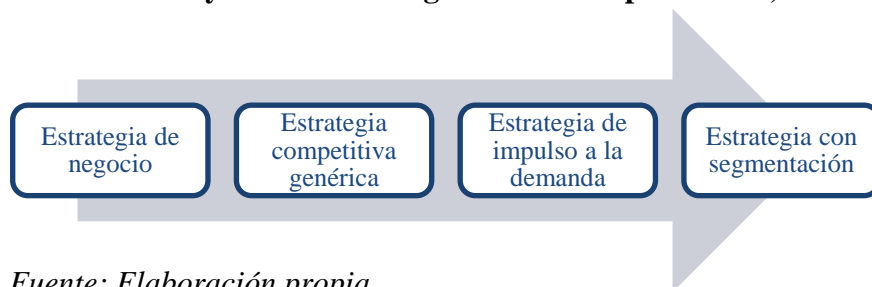 Estrategia de
negocio
Estrategia
competitiva
genérica
Estrategia de
impulso a la
demanda
Estrategia con
segmentación
Fuente: Elaboración propia